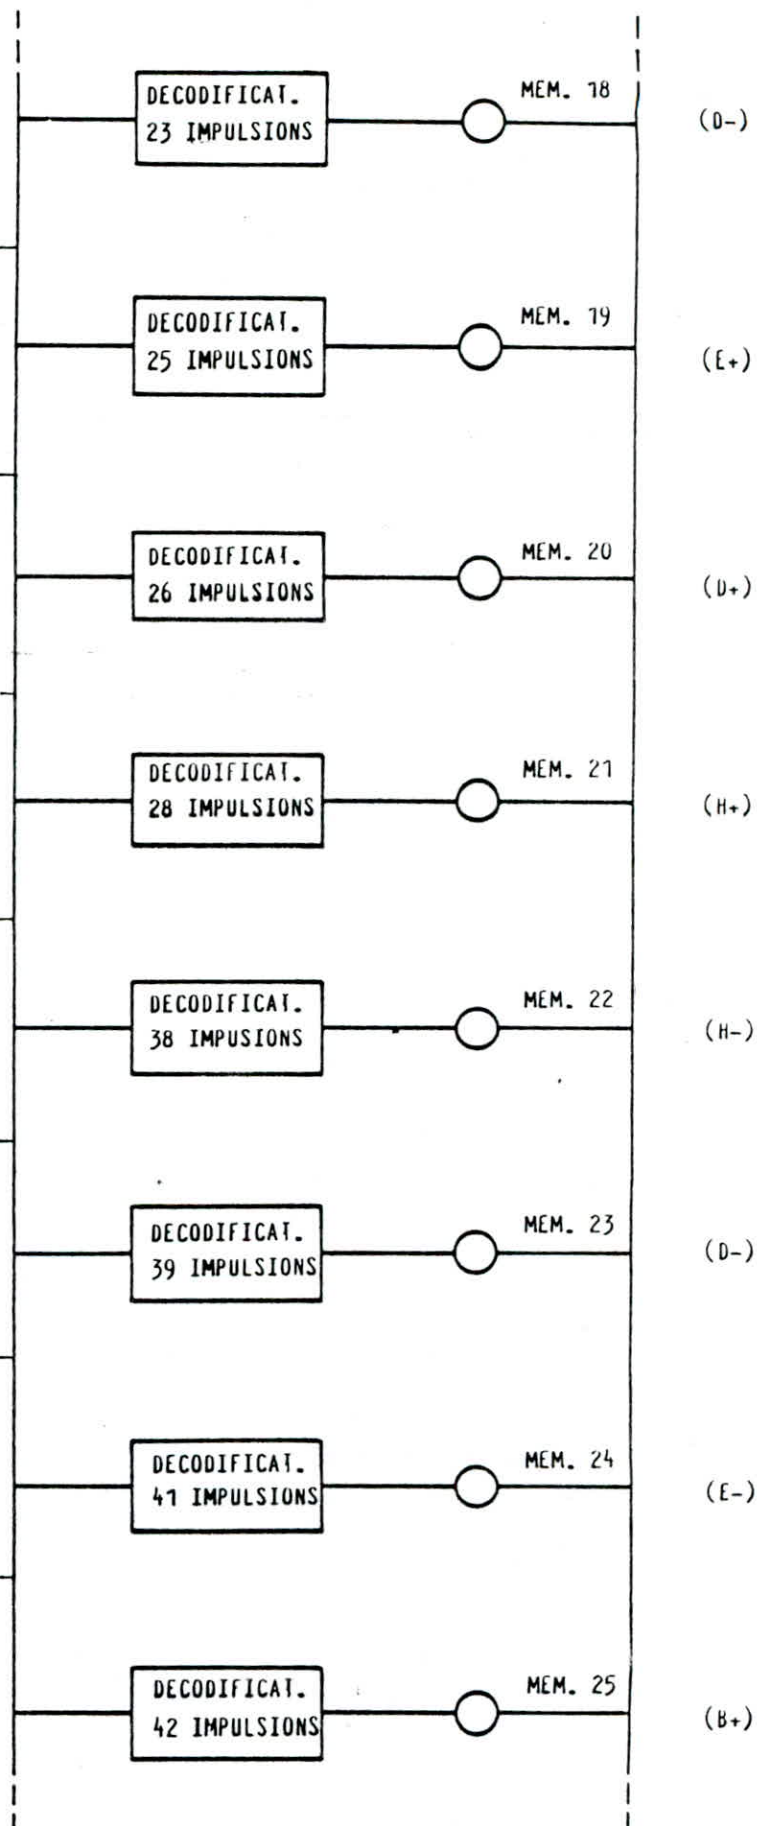 MEM. 18
DECODIFICAT.
23 IMPULSIONS
(D-)
MEM. 19
DECODIFICAT.
25 IMPULSIONS
(E+)
MEM. 20
DECODIFICAT.
26 IMPULSIONS
(D+)
MEM. 21
DECODIFICAT.
28 IMPULSIONS
(H+)
MEM. 22
DECODIFICAT.
38 IMPUSIONS
(H-)
MEM. 23
DECODIFICAT.
39 IMPULSIONS
(D-)
MEM. 24
DECODIFICAT.
41 IMPULSIONS
(E-)
MEM. 25
DECODIFICAT.
42 IMPULSIONS
(B+)